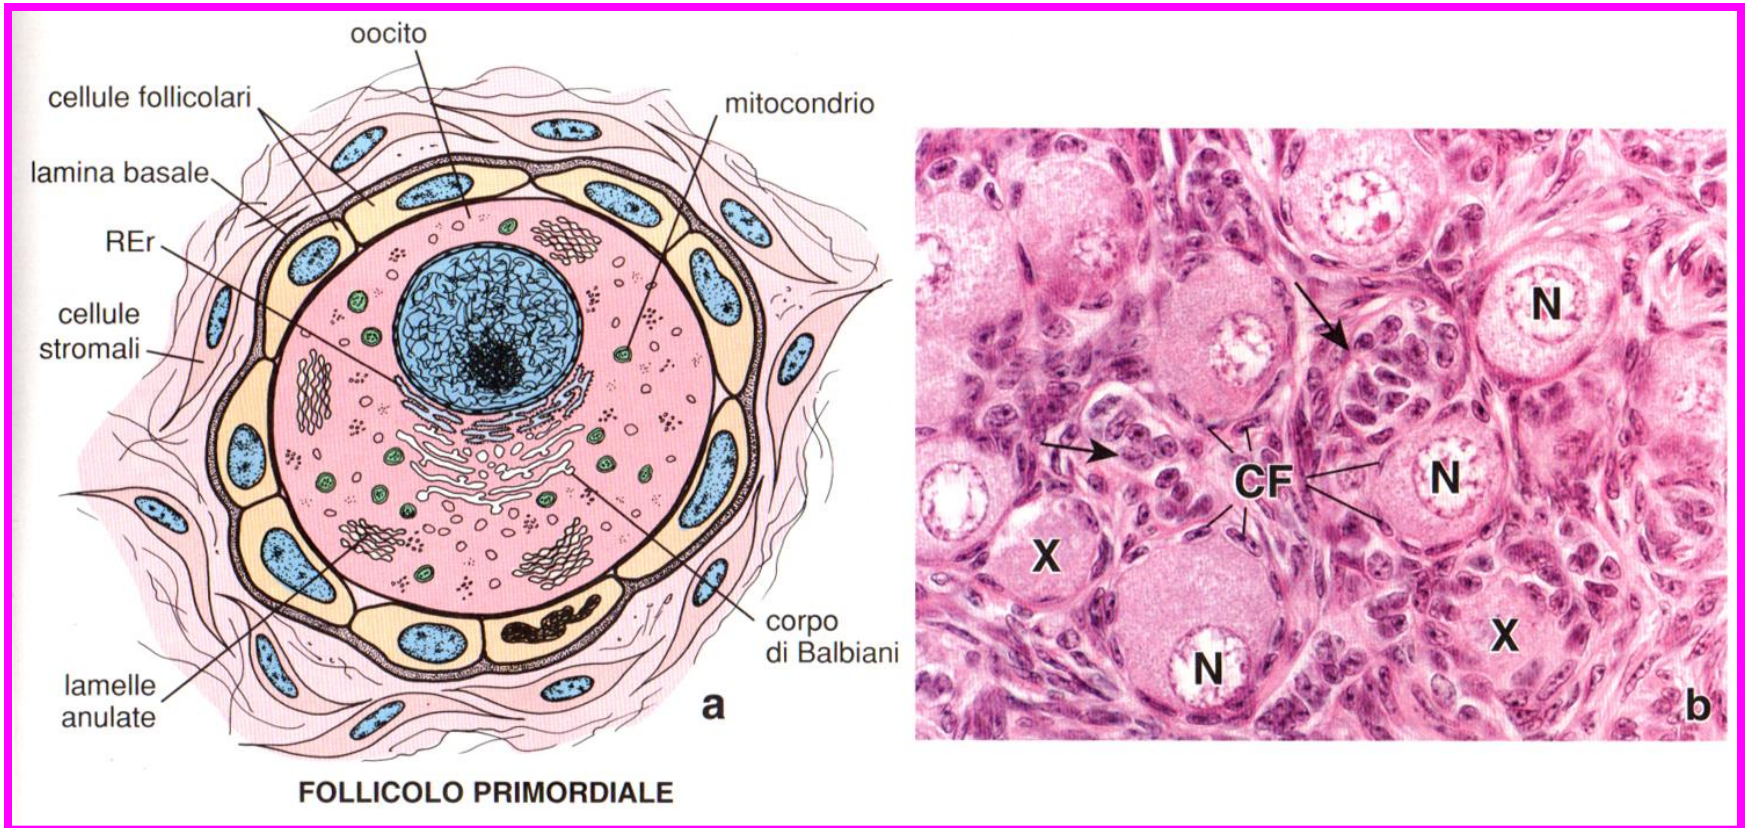 oocito
cellule follicolari
mitocondrio
lamina basale
REr
cellule
stromali
corpo
di Balbiani
lamelle
anulate
a
FOLLICOLO PRIMORDIALE
N
N
CF
X
X
N
b